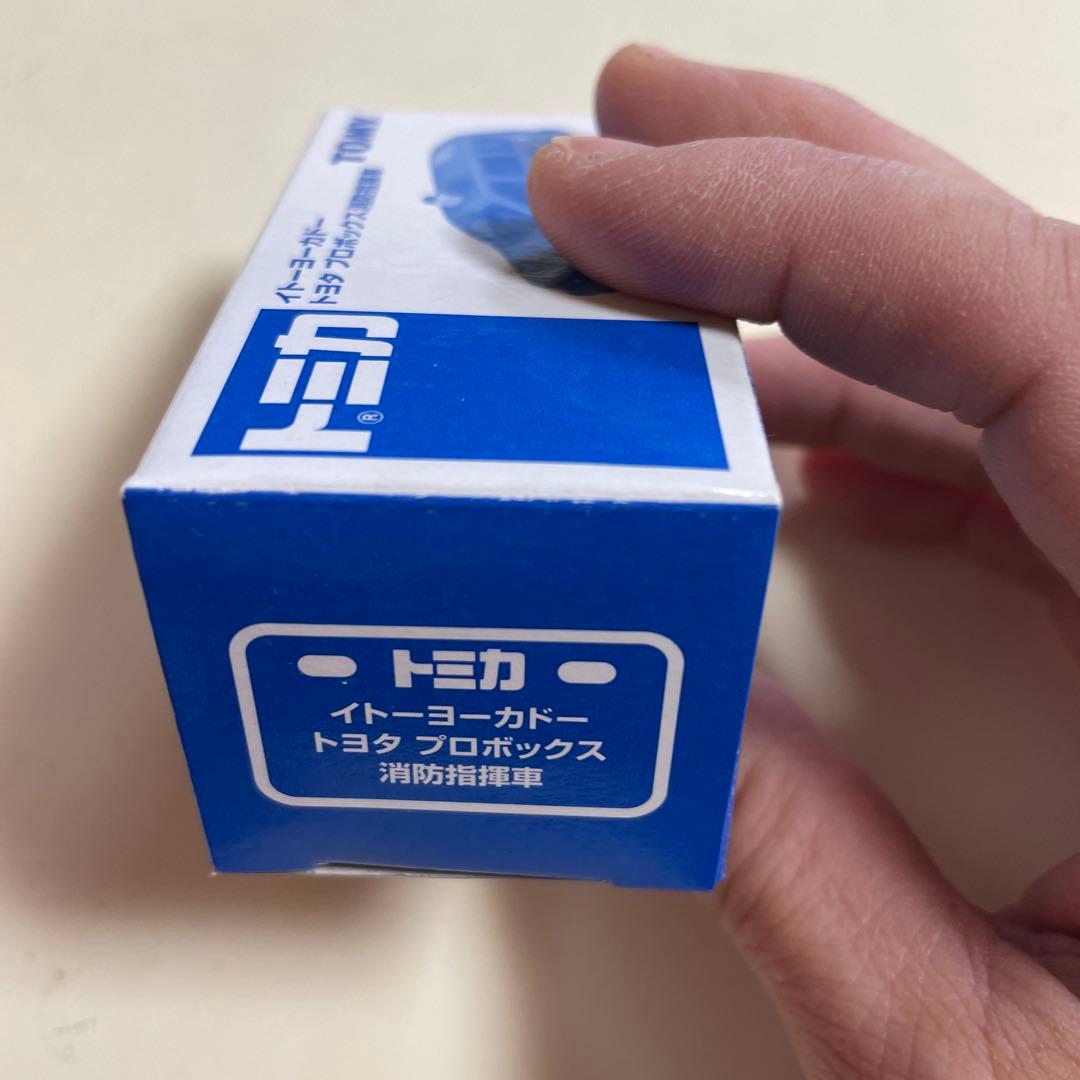 イトーヨーカドー
トヨタ プロボックス消防指揮車
TOMY
トミカ®
トミカ
イトーヨーカドー
トヨタ プロボックス
消防指揮車